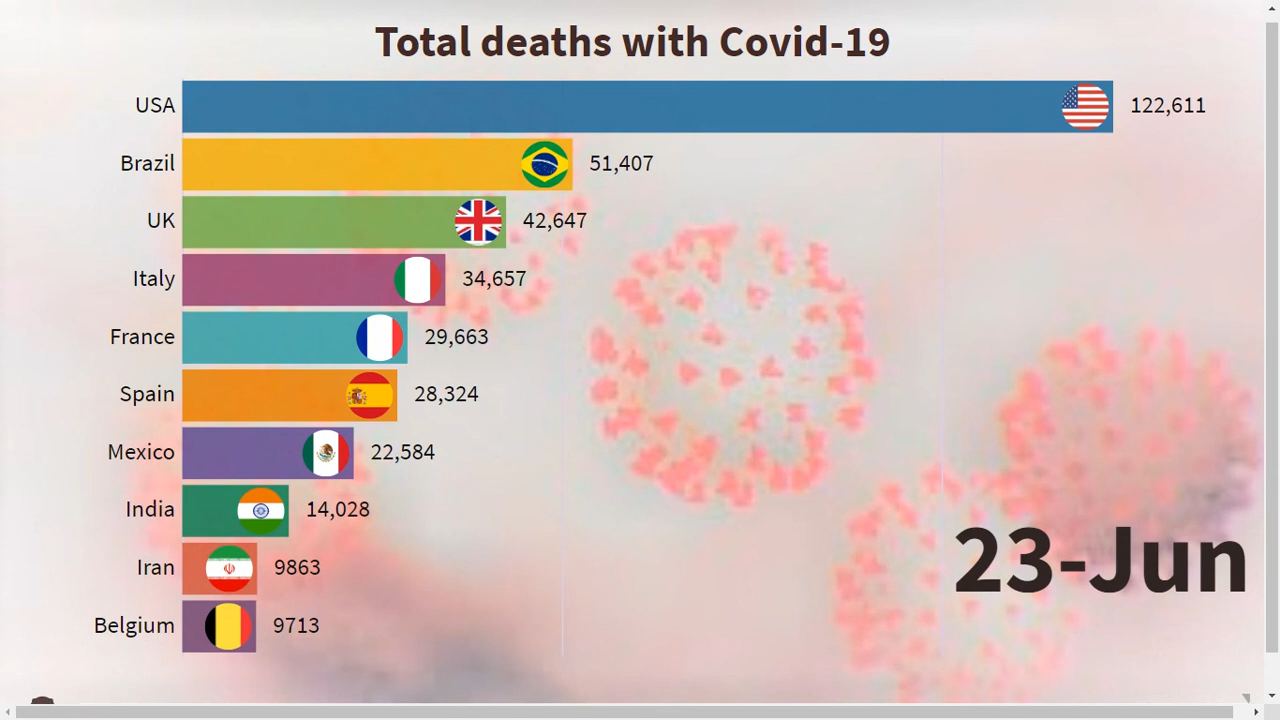 Total deaths with Covid-19
USA 122,611
Brazil 51,407
UK 42,647
Italy 34,657
France 29,663
Spain 28,324
Mexico 22,584
India 14,028
Iran 9863
Belgium 9713
23-Jun